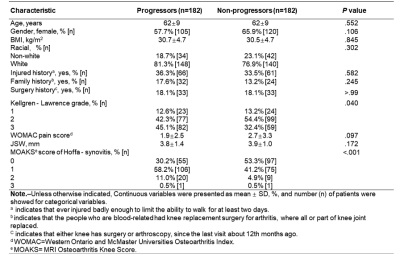 Characteristic Progressors (n=182) Non-progressors (n=182) P value
Age, years 62±9 62±9 .552
Gender, female, % [n] 57.7% [105] 65.9% [120] .106
BMI, kg/m² 30.7±4.7 30.5±4.7 .845
Racial, % [n] .302
Non-white 18.7% [34] 23.1% [42]
White 81.3% [148] 76.9% [140]
Injured historyᵃ, yes, % [n] 36.3% [66] 33.5% [61] .582
Family historyᵇ, yes, % [n] 17.6% [32] 13.2% [24] .245
Surgery historyᶜ, yes, % [n] 18.1% [33] 18.1% [33] >.99
Kellgren - Lawrence grade, % [n] .040
1 12.6% [23] 13.2% [24]
2 42.3% [77] 54.4% [99]
3 45.1% [82] 32.4% [59]
WOMAC pain scoreᵈ 1.9±2.5 2.7±3.3 .097
JSW, mm 3.8±1.4 3.9±1.0 .172
MOAKSᵉ score of Hoffa - synovitis, % [n] <.001
0 30.2% [55] 53.3% [97]
1 58.2% [106] 41.2% [75]
2 11.0% [20] 4.9% [9]
3 0.5% [1] 0.5% [1]
Note.–Unless otherwise indicated, Continuous variables were presented as mean ± SD, %, and number (n) of patients were
showed for categorical variables.
ᵃ indicates that ever injured badly enough to limit the ability to walk for at least two days.
ᵇ indicates that the people who are blood-related had knee replacement surgery for arthritis, where all or part of knee joint
replaced.
ᶜ indicates that either knee has surgery or arthroscopy, since the last visit about 12th months ago.
ᵈ WOMAC=Western Ontario and McMaster Universities Osteoarthritis Index.
ᵉ MOAKS= MRI Osteoarthritis Knee Score.